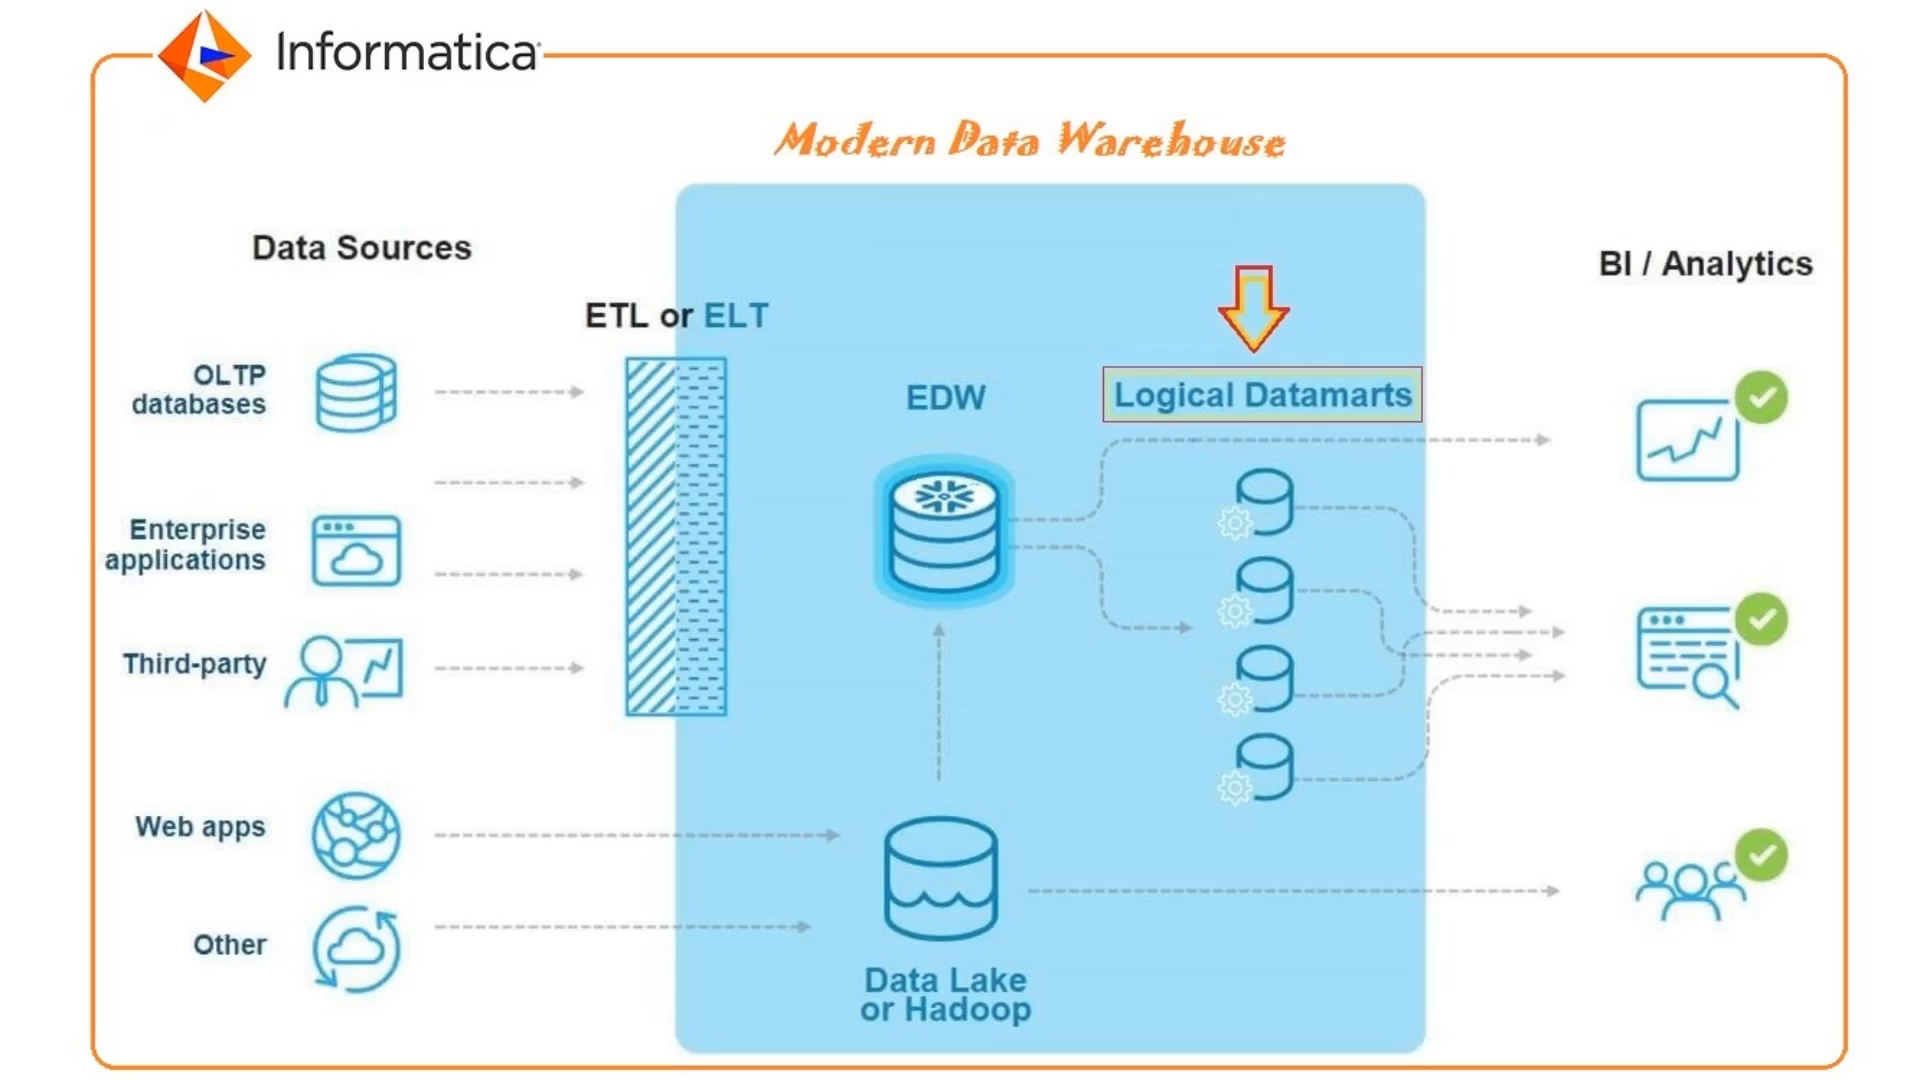 Informatica
Modern Data Warehouse
Data Sources
BI / Analytics
ETL or ELT
OLTP
databases
EDW
Logical Datamarts
Enterprise
applications
Third-party
Web apps
Other
Data Lake
or Hadoop